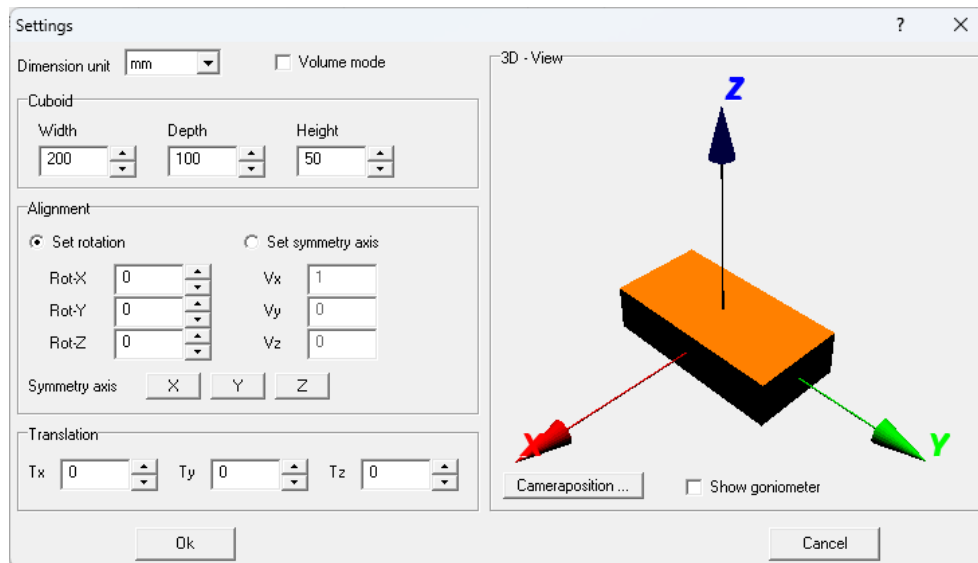 Settings ?
Dimension unit mm Volume mode
Cuboid
Width Depth Height
200 100 50
Alignment
Set rotation Set symmetry axis
Rot-X 0 Vx 1
Rot-Y 0 Vy 0
Rot-Z 0 Vz 0
Symmetry axis X Y Z
Translation
Tx 0 Ty 0 Tz 0
Ok
3D - View
Z
X Y
Cameraposition ... Show goniometer
Cancel